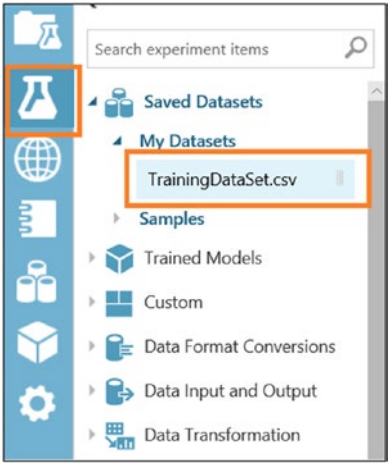 Search experiment items
Saved Datasets
My Datasets
TrainingDataSet.csv
Samples
Trained Models
Custom
Data Format Conversions
Data Input and Output
Data Transformation